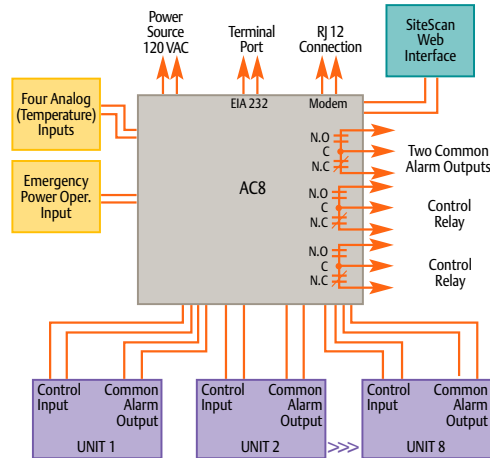 Power
Source
120 VAC
Terminal
Port
RJ 12
Connection
SiteScan
Web
Interface
EIA 232
Modem
Four Analog
(Temperature)
Inputs
Emergency
Power Oper.
Input
AC8
N.O
C
N.C
Two Common
Alarm Outputs
N.O
C
N.C
Control
Relay
N.O
C
N.C
Control
Relay
Control
Input
Common
Alarm
Output
UNIT 1
Control
Input
Common
Alarm
Output
UNIT 2
>>>
Control
Input
Common
Alarm
Output
UNIT 8